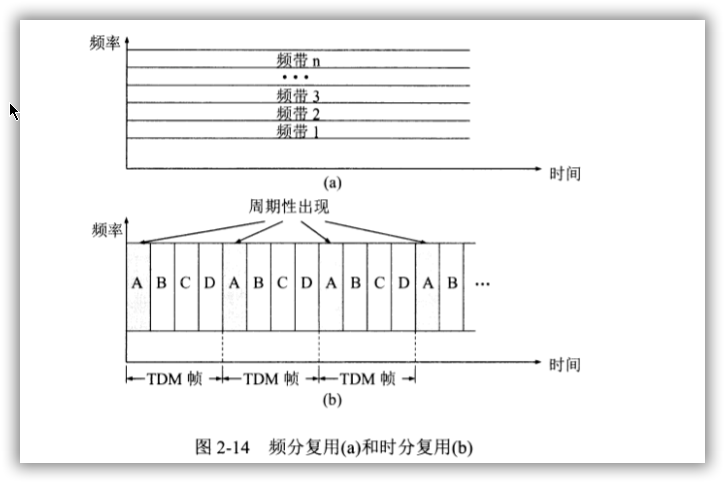 频率
频带 n
•••
频带 3
频带 2
频带 1
时间
(a)
周期性出现
频率
A B C D A B C D A B C D A B ···
时间
TDM 帧 TDM 帧 TDM 帧
(b)
图 2-14 频分复用(a)和时分复用(b)